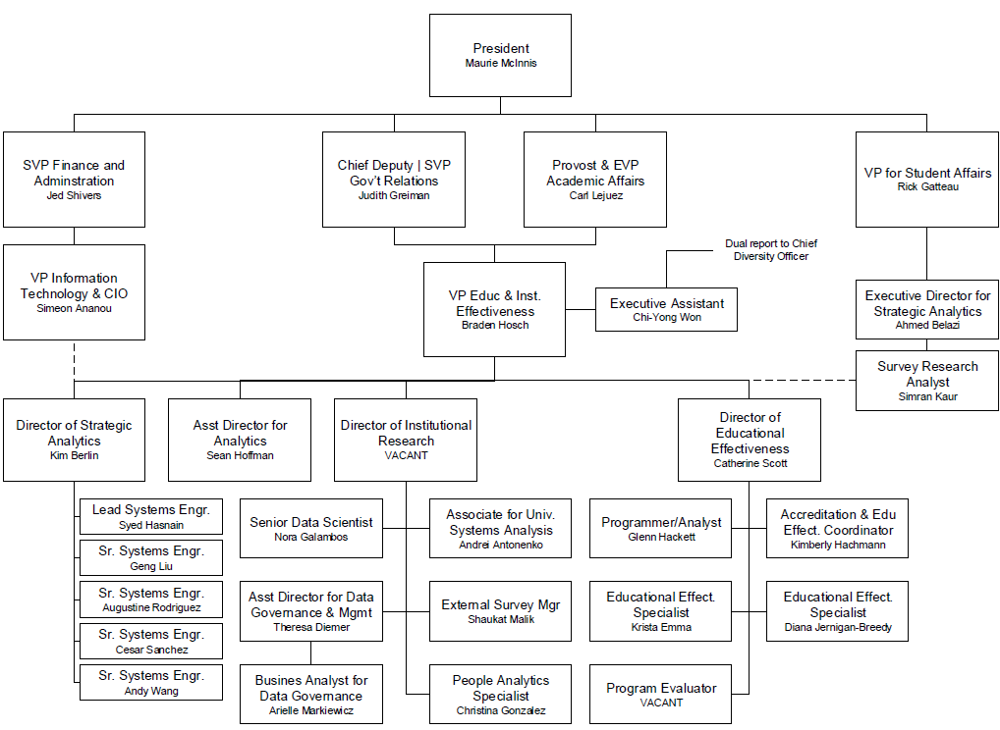 President
Maurie McInnis
SVP Finance and
Adminstration
Jed Shivers
Chief Deputy | SVP
Gov't Relations
Judith Greiman
Provost & EVP
Academic Affairs
Carl Lejuez
VP for Student Affairs
Rick Gatteau
VP Information
Technology & CIO
Simeon Ananou
VP Educ & Inst.
Effectiveness
Braden Hosch
Dual report to Chief
Diversity Officer
Executive Assistant
Chi-Yong Won
Executive Director for
Strategic Analytics
Ahmed Belazi
Survey Research
Analyst
Simran Kaur
Director of Strategic
Analytics
Kim Berlin
Asst Director for
Analytics
Sean Hoffman
Director of Institutional
Research
VACANT
Director of
Educational
Effectiveness
Catherine Scott
Lead Systems Engr.
Syed Hasnain
Sr. Systems Engr.
Geng Liu
Sr. Systems Engr.
Augustine Rodriguez
Sr. Systems Engr.
Cesar Sanchez
Sr. Systems Engr.
Andy Wang
Senior Data Scientist
Nora Galambos
Associate for Univ.
Systems Analysis
Andrei Antonenko
Asst Director for Data
Governance & Mgmt
Theresa Diemer
External Survey Mgr
Shaukat Malik
Busines Analyst for
Data Governance
Arielle Markiewicz
People Analytics
Specialist
Christina Gonzalez
Programmer/Analyst
Glenn Hackett
Accreditation & Edu
Effect. Coordinator
Kimberly Hachmann
Educational Effect.
Specialist
Krista Emma
Educational Effect.
Specialist
Diana Jernigan-Breedy
Program Evaluator
VACANT